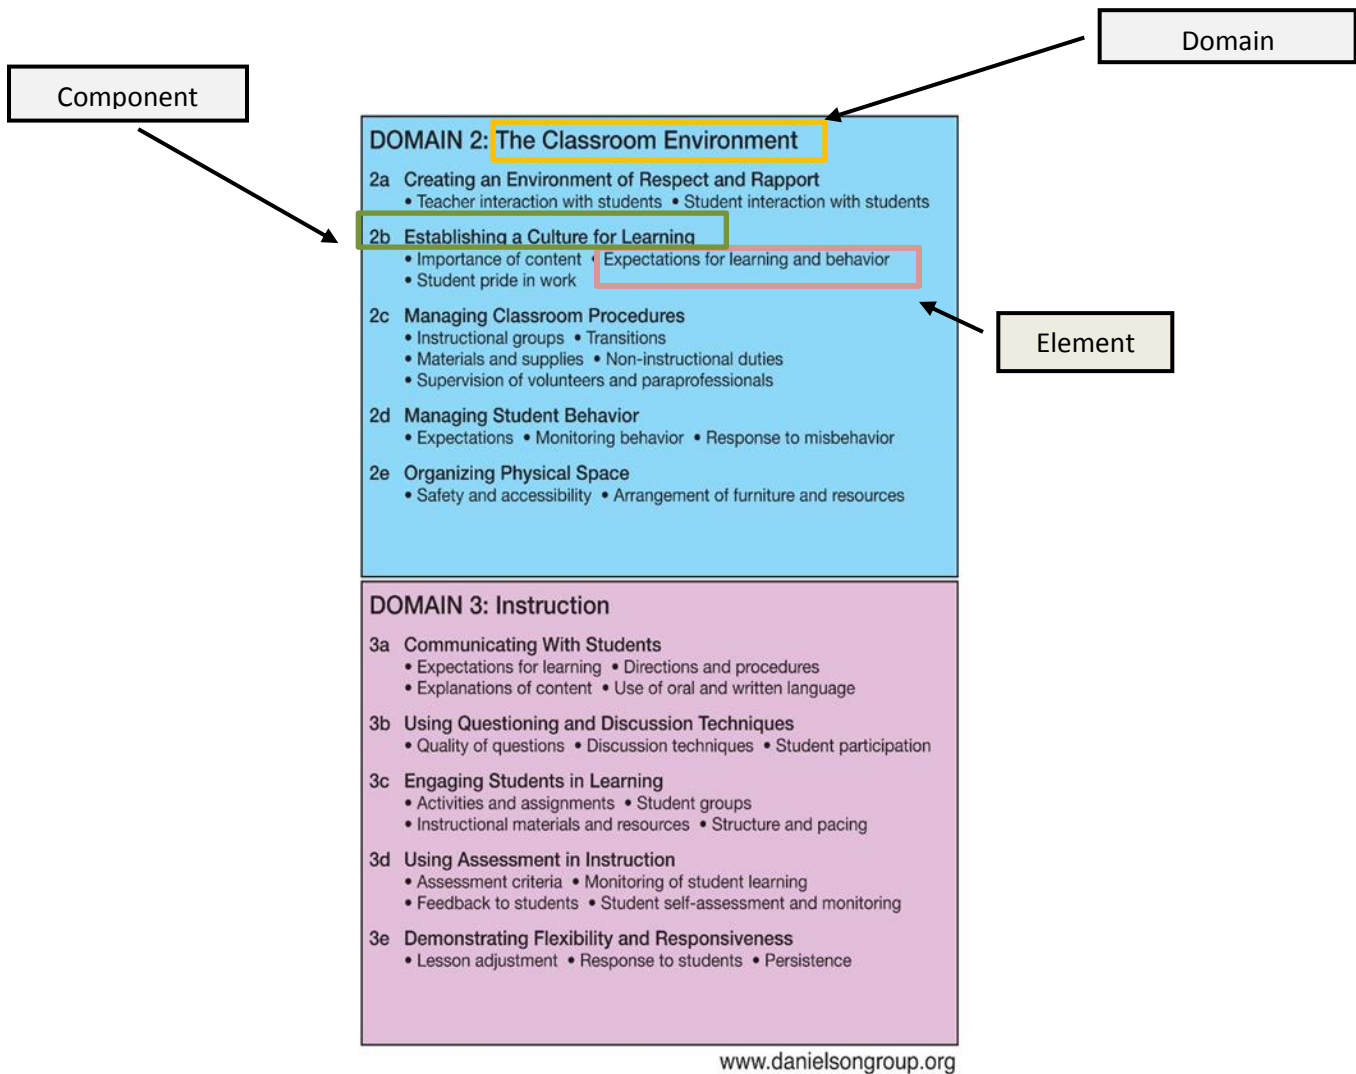 Domain
Component
DOMAIN 2: The Classroom Environment
2a Creating an Environment of Respect and Rapport
• Teacher interaction with students • Student interaction with students
2b Establishing a Culture for Learning
• Importance of content • Expectations for learning and behavior
• Student pride in work
2c Managing Classroom Procedures
• Instructional groups • Transitions
• Materials and supplies • Non-instructional duties
• Supervision of volunteers and paraprofessionals
Element
2d Managing Student Behavior
• Expectations • Monitoring behavior • Response to misbehavior
2e Organizing Physical Space
• Safety and accessibility • Arrangement of furniture and resources
DOMAIN 3: Instruction
3a Communicating With Students
• Expectations for learning • Directions and procedures
• Explanations of content • Use of oral and written language
3b Using Questioning and Discussion Techniques
• Quality of questions • Discussion techniques • Student participation
3c Engaging Students in Learning
• Activities and assignments • Student groups
• Instructional materials and resources • Structure and pacing
3d Using Assessment in Instruction
• Assessment criteria • Monitoring of student learning
• Feedback to students • Student self-assessment and monitoring
3e Demonstrating Flexibility and Responsiveness
• Lesson adjustment • Response to students • Persistence
www.danielsongroup.org